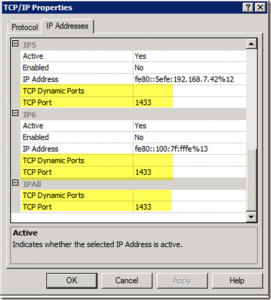 TCP/IP Properties
Protocol IP Addresses
IP5
Active Yes
Enabled No
IP Address fe80::5efe:192.168.7.42%12
TCP Dynamic Ports
TCP Port 1433
IP6
Active Yes
Enabled No
IP Address fe80::100:7f:fffe%13
TCP Dynamic Ports
TCP Port 1433
IPAll
TCP Dynamic Ports
TCP Port 1433
Active
Indicates whether the selected IP Address is active.
OK Cancel Apply Help